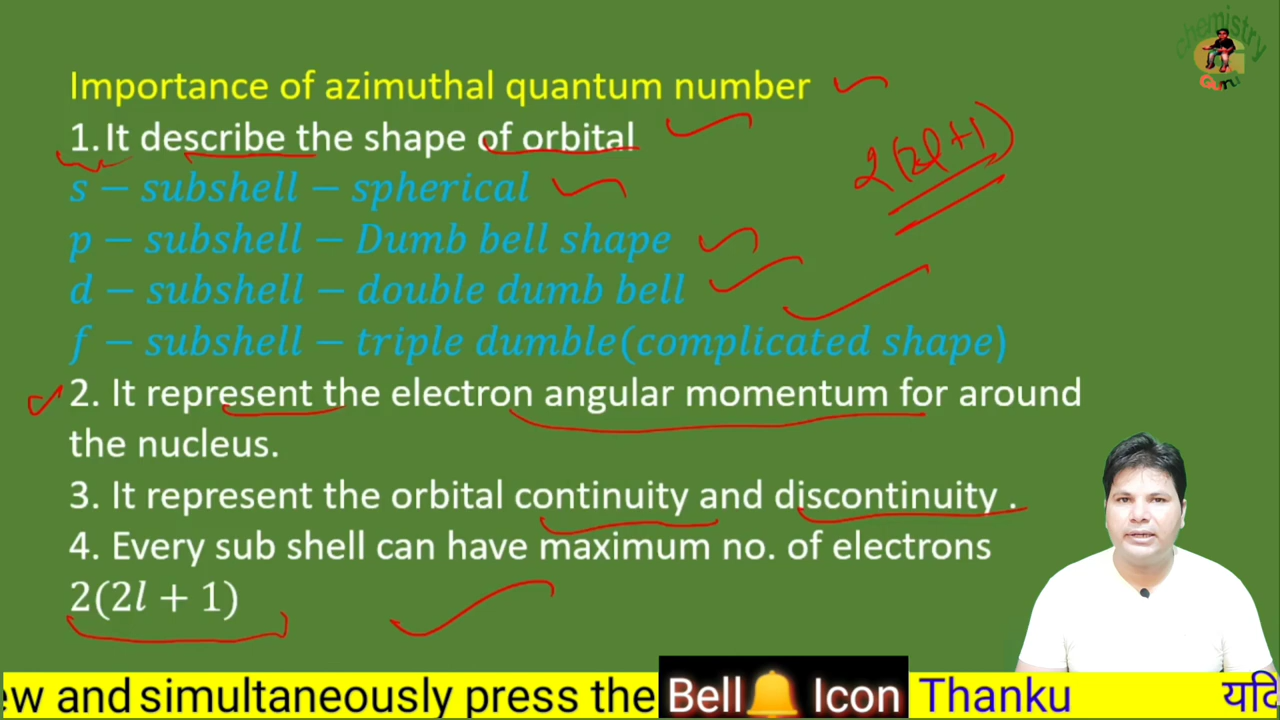 chemistry
Guru
Importance of azimuthal quantum number
1.It describe the shape of orbital
2(2l+1)
s − subshell − spherical
p − subshell − Dumb bell shape
d − subshell − double dumb bell
f − subshell − triple dumble(complicated shape)
2. It represent the electron angular momentum for around
the nucleus.
3. It represent the orbital continuity and discontinuity .
4. Every sub shell can have maximum no. of electrons
2(2l + 1)
and simultaneously press the Bell🔔 Icon Thanku